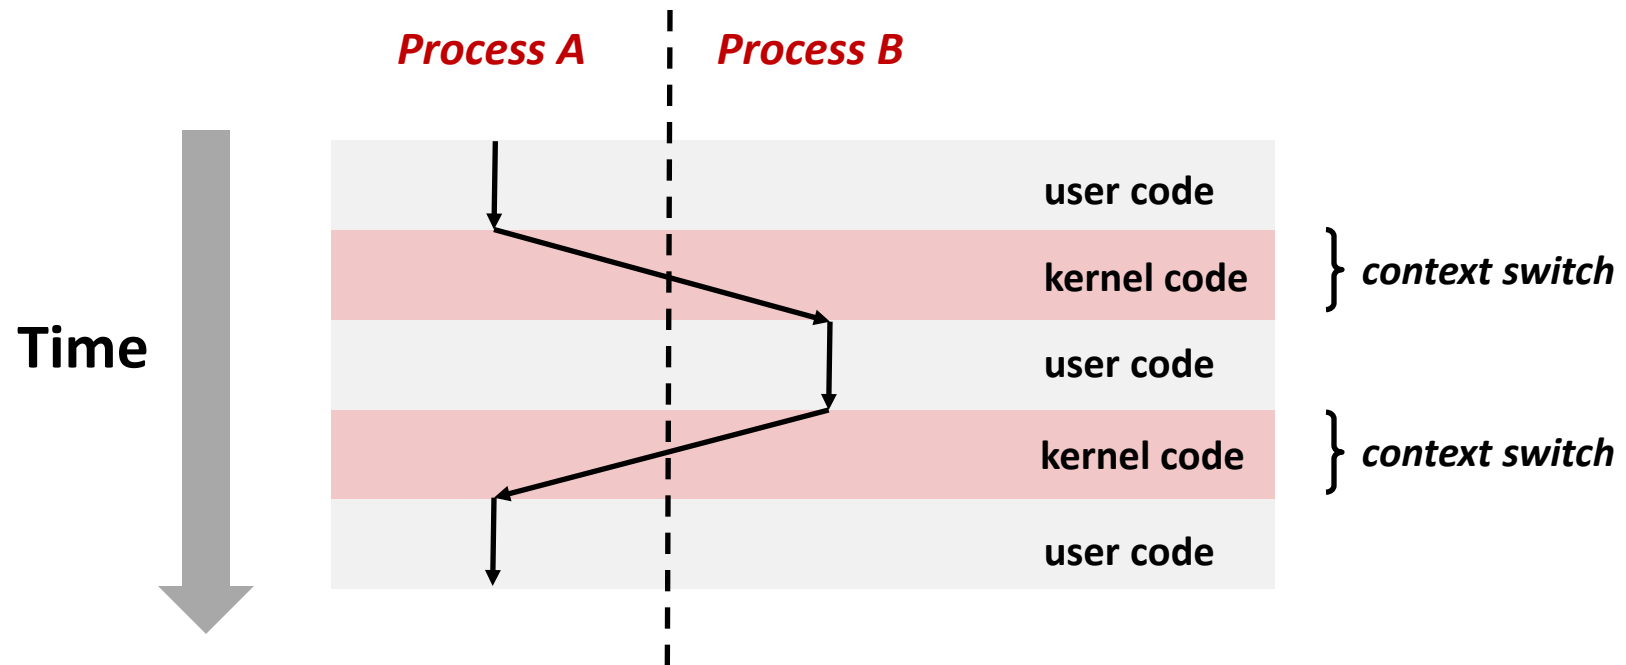 Process A
Process B
user code
kernel code
context switch
Time
user code
kernel code
context switch
user code